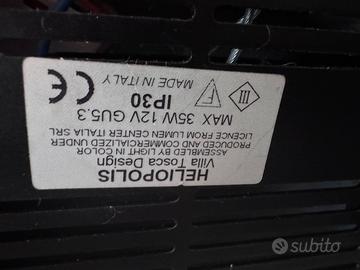 HELIOPOLIS
Villa Tosca Design
ASSEMBLED BY LIGHT IN COLOR
PRODUCED AND COMMERCIALIZED UNDER
LICENCE FROM LUMEN CENTER ITALIA SRL
MAX 35W 12V GU5.3
IP30
MADE IN ITALY
CE
F
III
subito